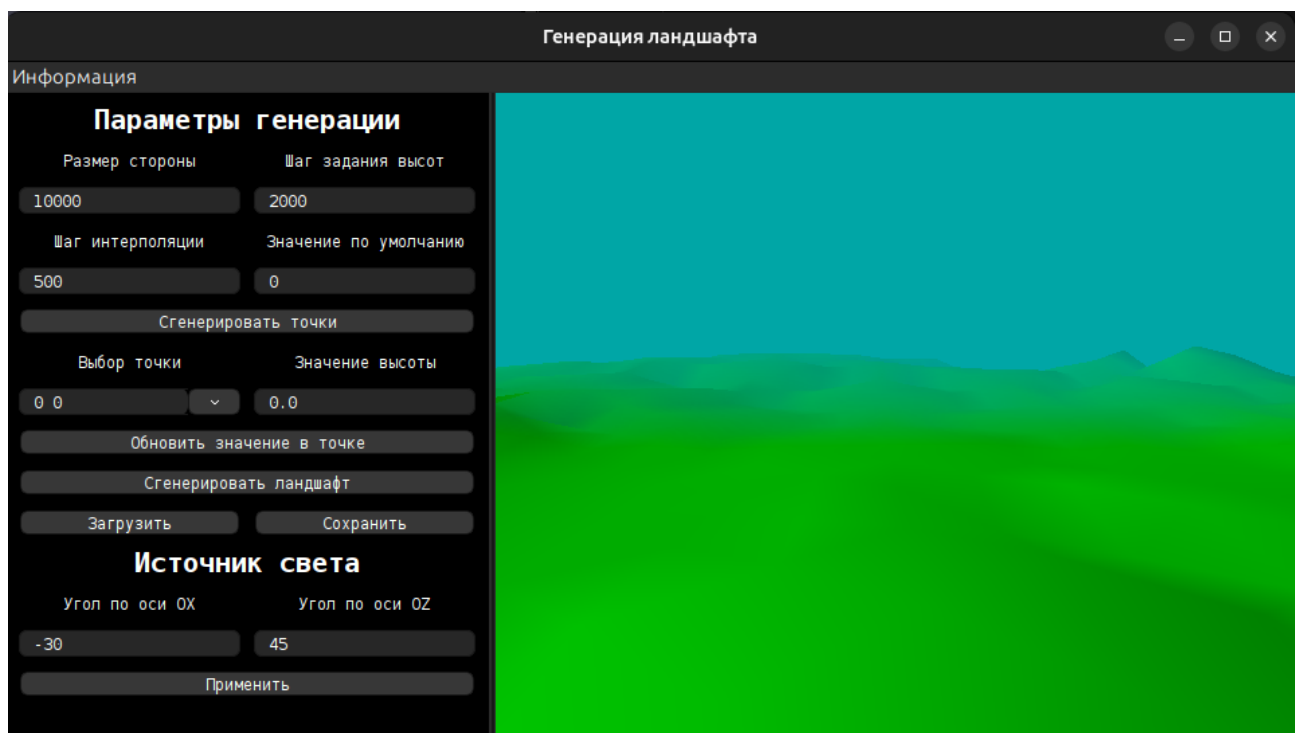 Генерация ландшафта
Информация
Параметры генерации
Размер стороны Шаг задания высот
10000 2000
Шаг интерполяции Значение по умолчанию
500 0
Сгенерировать точки
Выбор точки Значение высоты
0 0 0.0
Обновить значение в точке
Сгенерировать ландшафт
Загрузить Сохранить
Источник света
Угол по оси OX Угол по оси OZ
-30 45
Применить